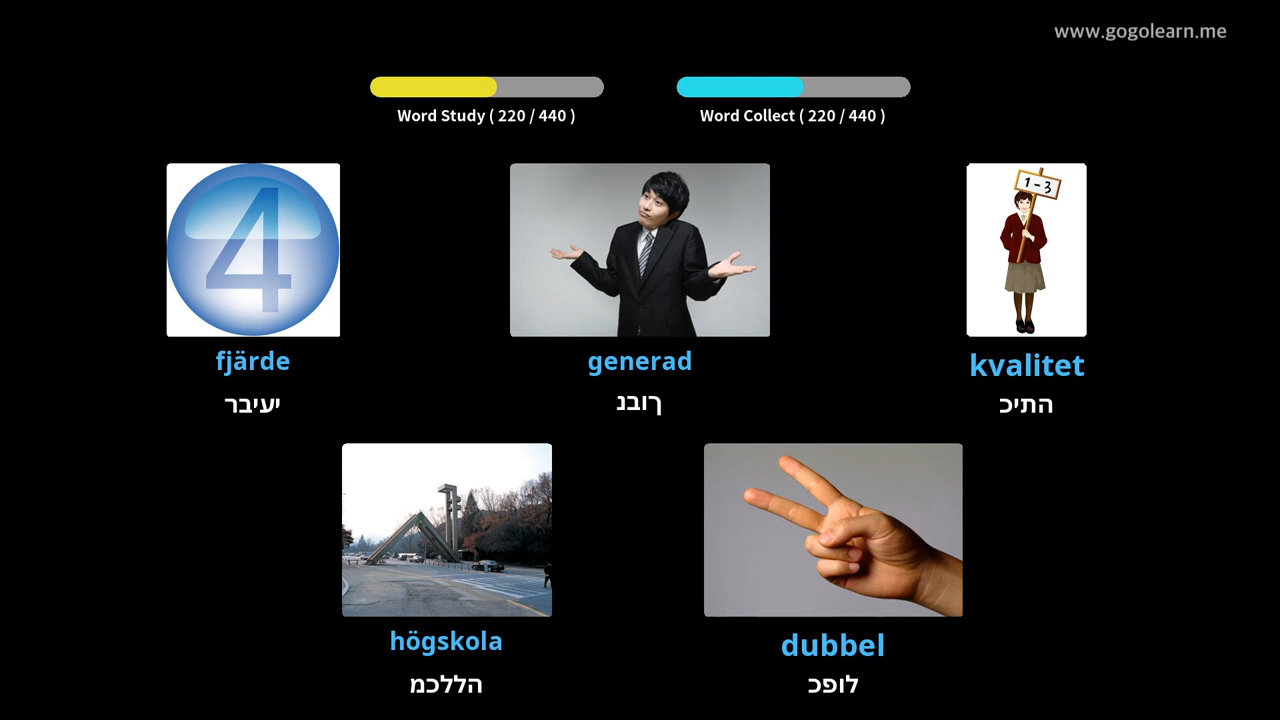 www.gogolearn.me
Word Study ( 220 / 440 )
Word Collect ( 220 / 440 )
fjärde
יעיבר
generad
ךובנ
kvalitet
התיכ
1-3
4
högskola
הללכמ
dubbel
לופכ